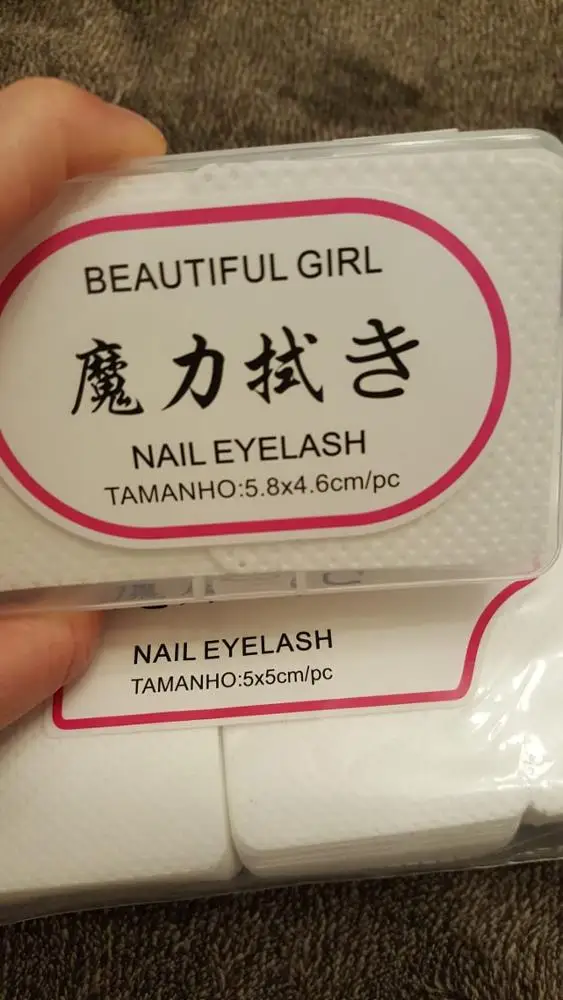 BEAUTIFUL GIRL
魔力拭き
NAIL EYELASH
TAMANHO:5.8x4.6cm/pc
NAIL EYELASH
TAMANHO:5x5cm/pc